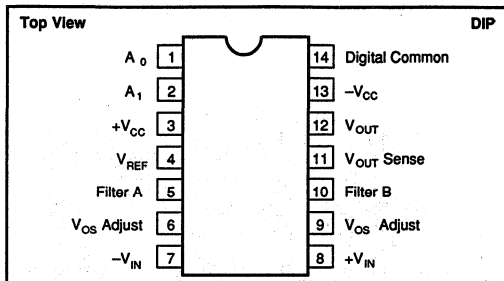 Top View DIP
A0 1 14 Digital Common
A1 2 13 –VCC
+VCC 3 12 VOUT
VREF 4 11 VOUT Sense
Filter A 5 10 Filter B
VOS Adjust 6 9 VOS Adjust
–VIN 7 8 +VIN